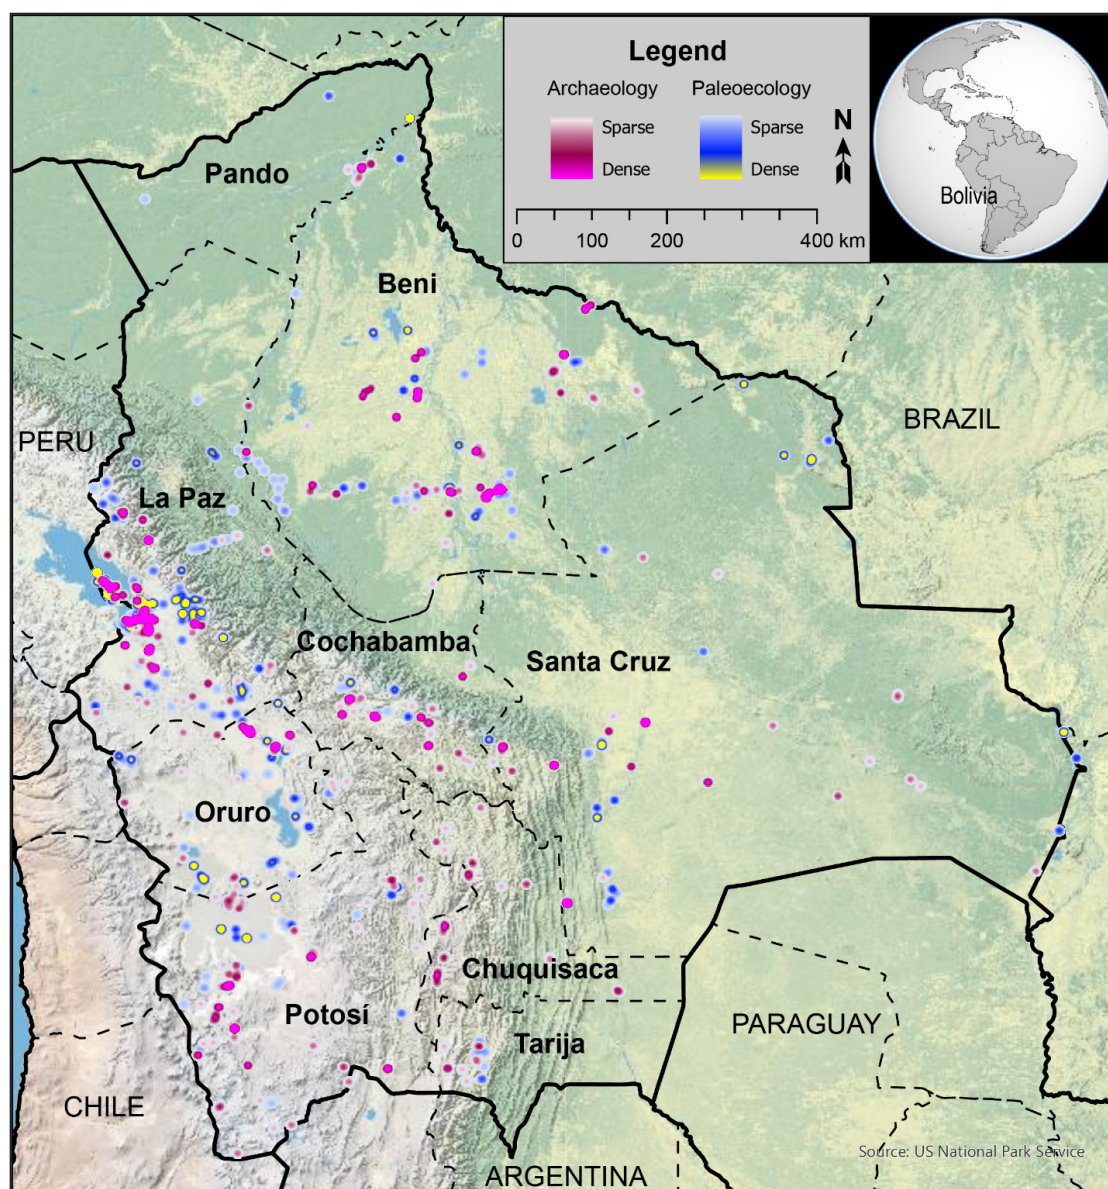 Legend
Archaeology Paleoecology
Sparse Sparse
Dense Dense
N
0 100 200 400 km
Bolivia
Pando
Beni
PERU
BRAZIL
La Paz
Cochabamba
Santa Cruz
Oruro
Chuquisaca
Potosí
Tarija
PARAGUAY
CHILE
Source: US National Park Service
ARGENTINA